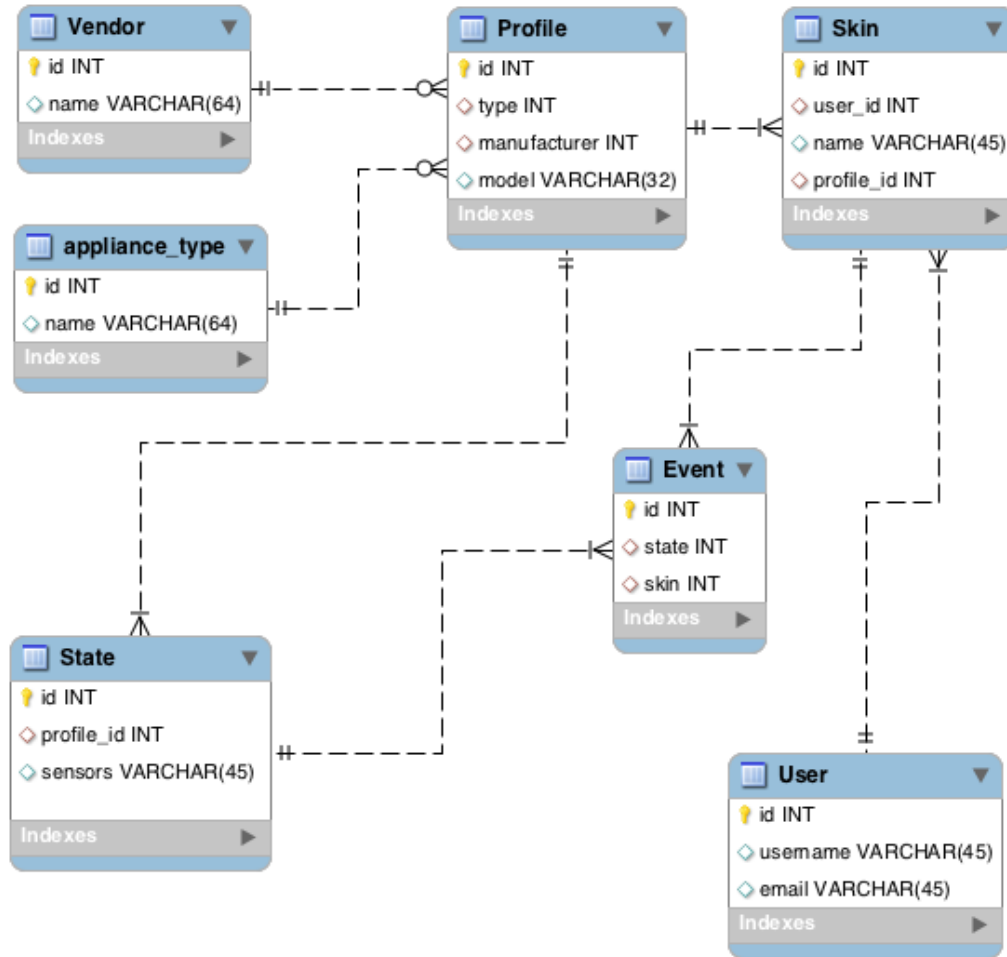 Vendor
id INT
name VARCHAR(64)
Indexes
Profile
id INT
type INT
manufacturer INT
model VARCHAR(32)
Indexes
Skin
id INT
user_id INT
name VARCHAR(45)
profile_id INT
Indexes
appliance_type
id INT
name VARCHAR(64)
Indexes
Event
id INT
state INT
skin INT
Indexes
State
id INT
profile_id INT
sensors VARCHAR(45)
Indexes
User
id INT
username VARCHAR(45)
email VARCHAR(45)
Indexes